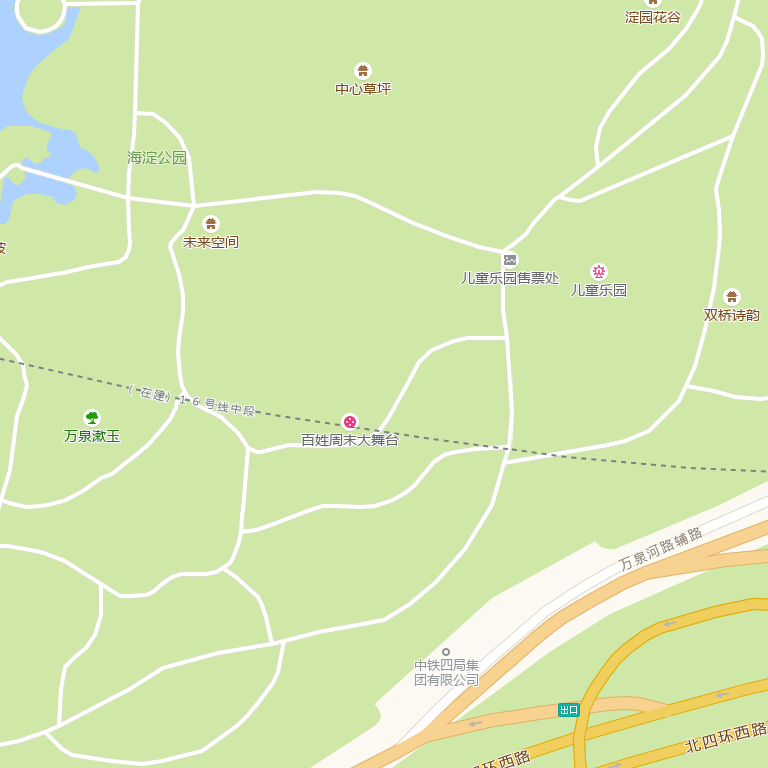 淀园花谷
中心草坪
海淀公园
未来空间
儿童乐园售票处
儿童乐园
双桥诗韵
(在建) 16号线中段
万泉漱玉
百姓周末大舞台
万泉河路辅路
中铁四局集
团有限公司
出口
北四环西路
环西路